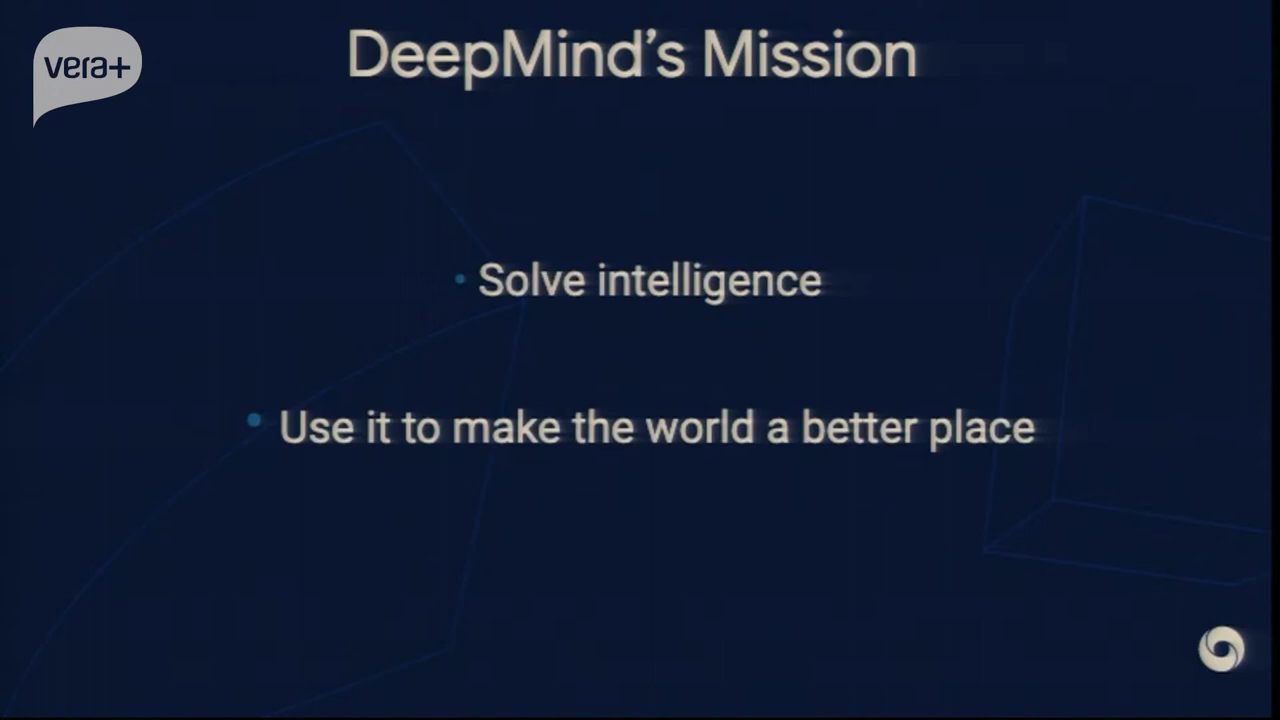 DeepMind's Mission
vera+
• Solve intelligence
• Use it to make the world a better place